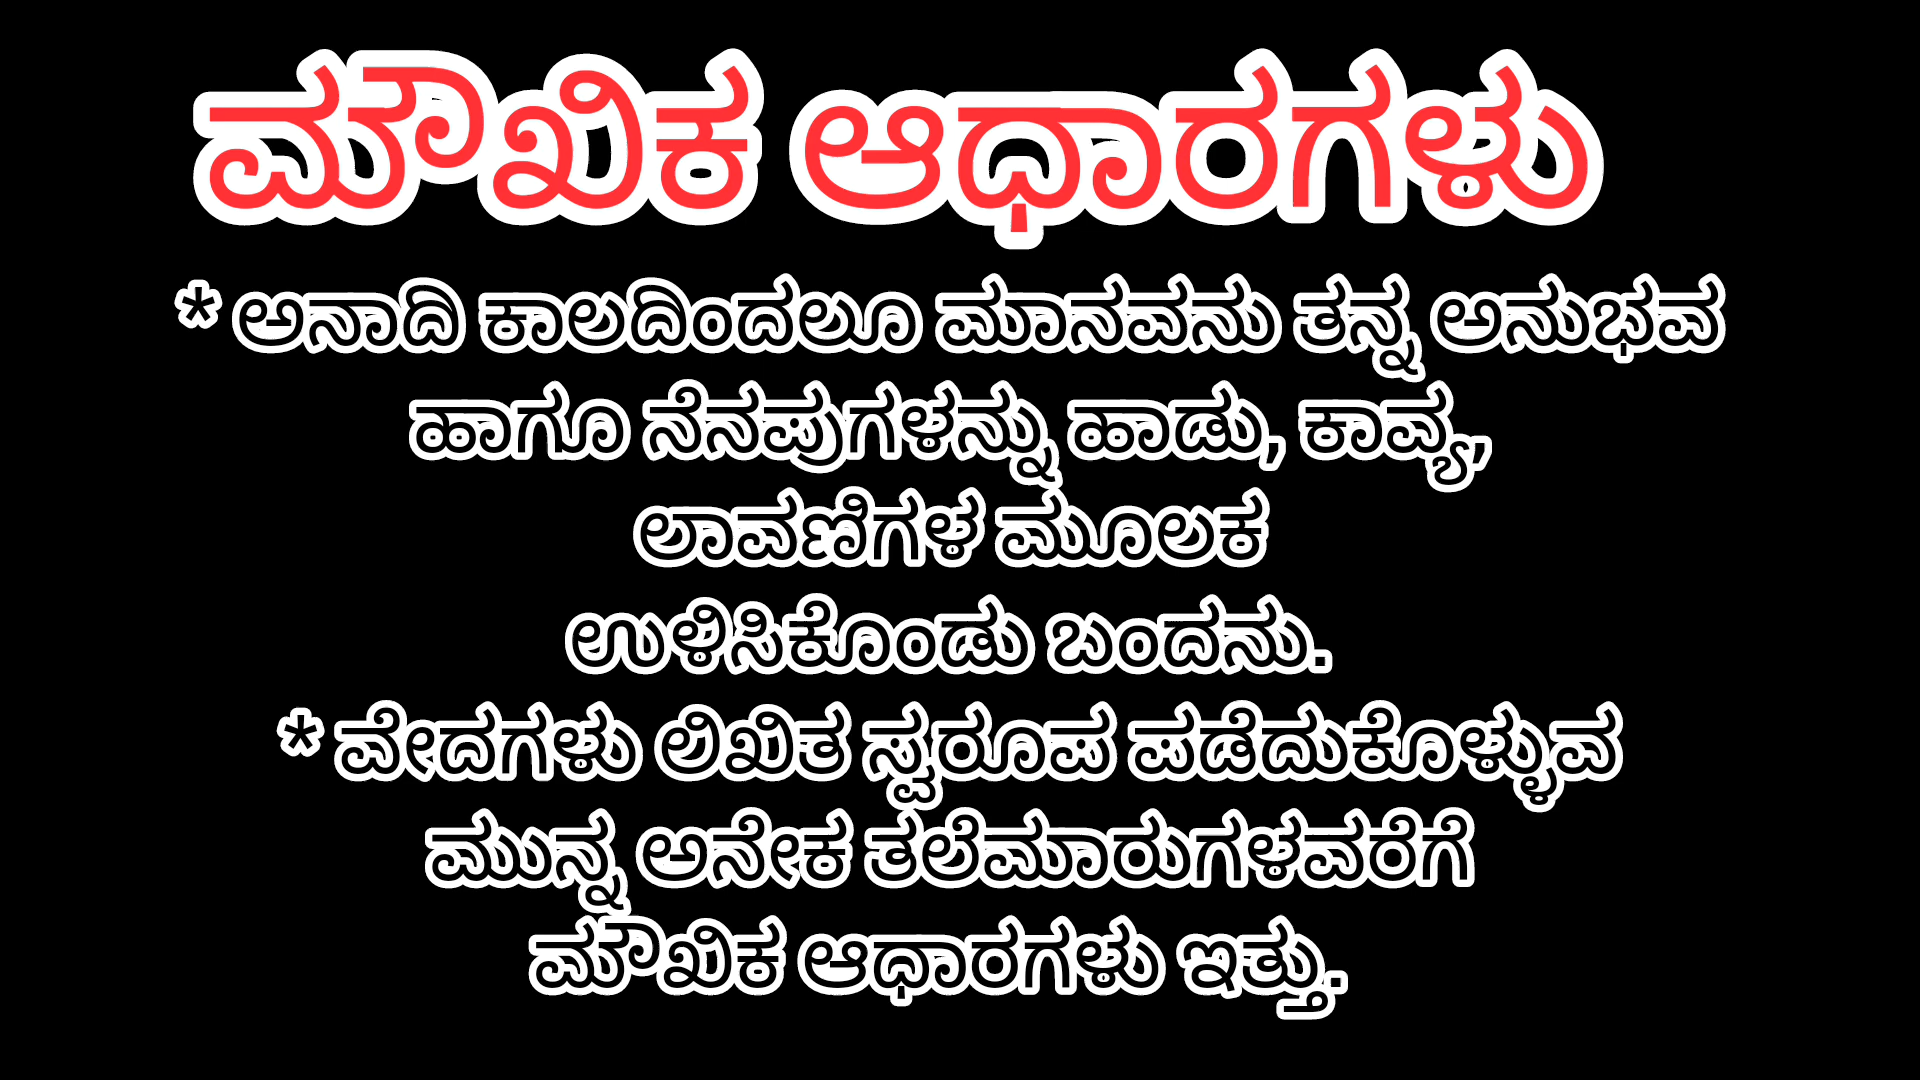 ಮೌಖಿಕ ಆಧಾರಗಳು
* ಅನಾದಿ ಕಾಲದಿಂದಲೂ ಮಾನವನು ತನ್ನ ಅನುಭವ
ಹಾಗೂ ನೆನಪುಗಳನ್ನು ಹಾಡು, ಕಾವ್ಯ,
ಲಾವಣಿಗಳ ಮೂಲಕ
ಉಳಿಸಿಕೊಂಡು ಬಂದನು.
* ವೇದಗಳು ಲಿಖಿತ ಸ್ವರೂಪ ಪಡೆದುಕೊಳ್ಳುವ
ಮುನ್ನ ಅನೇಕ ತಲೆಮಾರುಗಳವರೆಗೆ
ಮೌಖಿಕ ಆಧಾರಗಳು ಇತ್ತು.